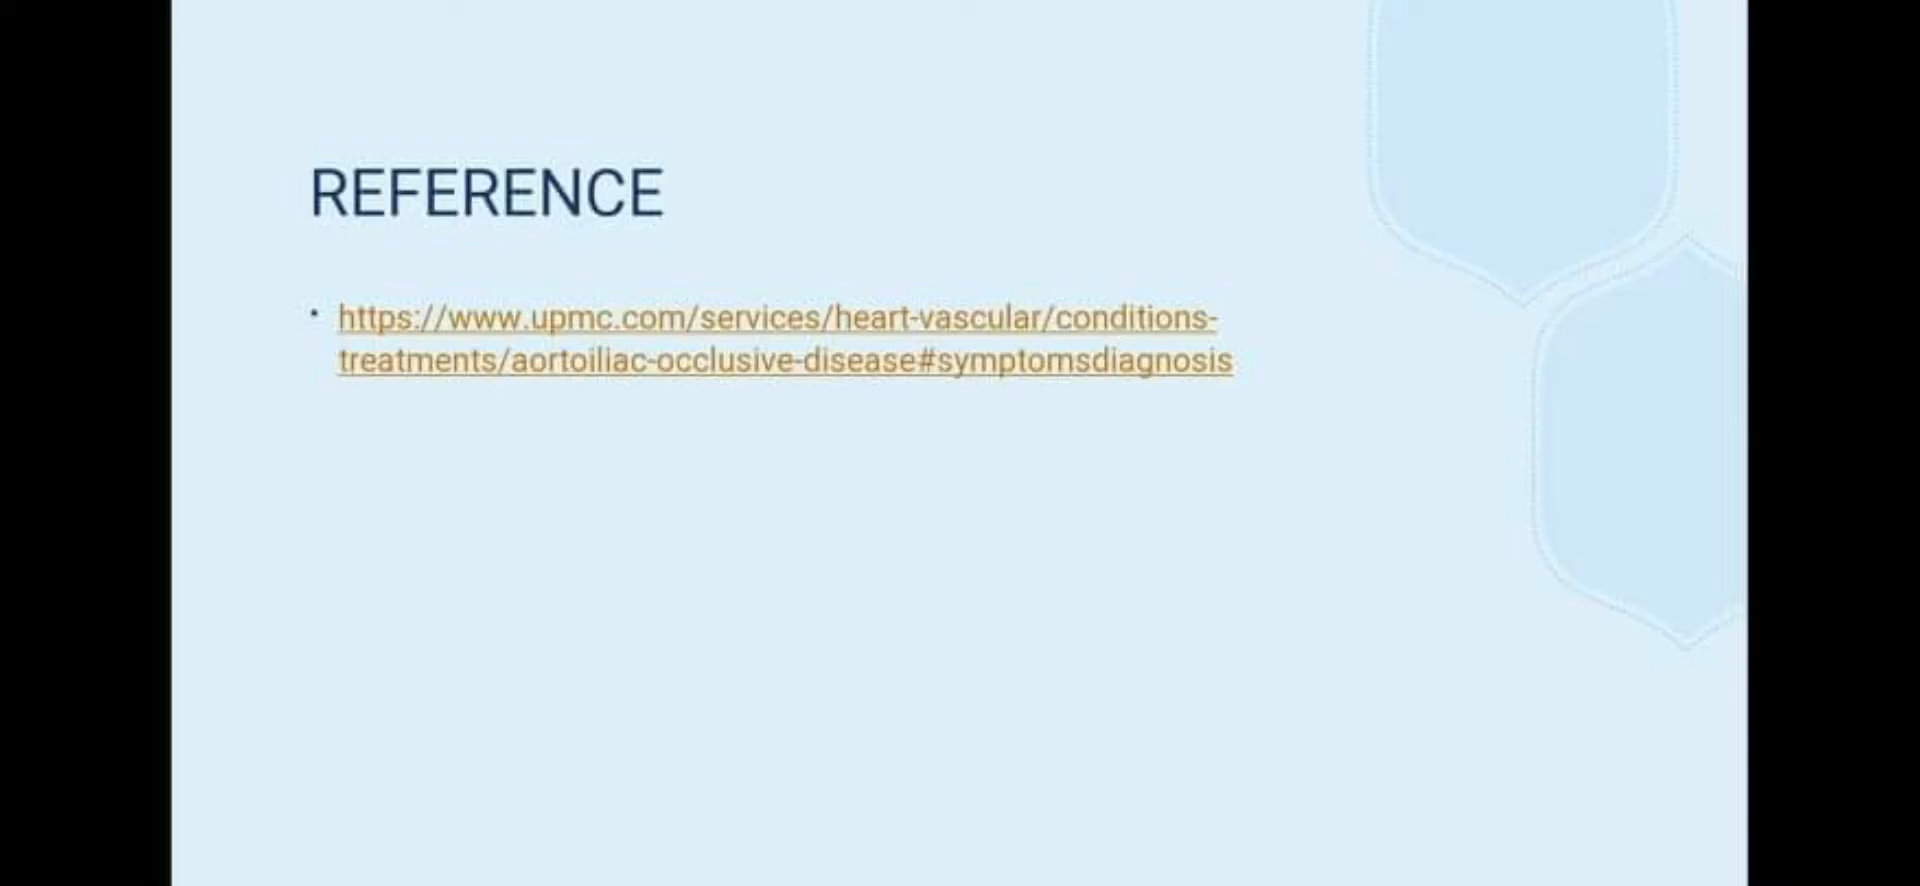 REFERENCE
• https://www.upmc.com/services/heart-vascular/conditions-
treatments/aortoiliac-occlusive-disease#symptomsdiagnosis